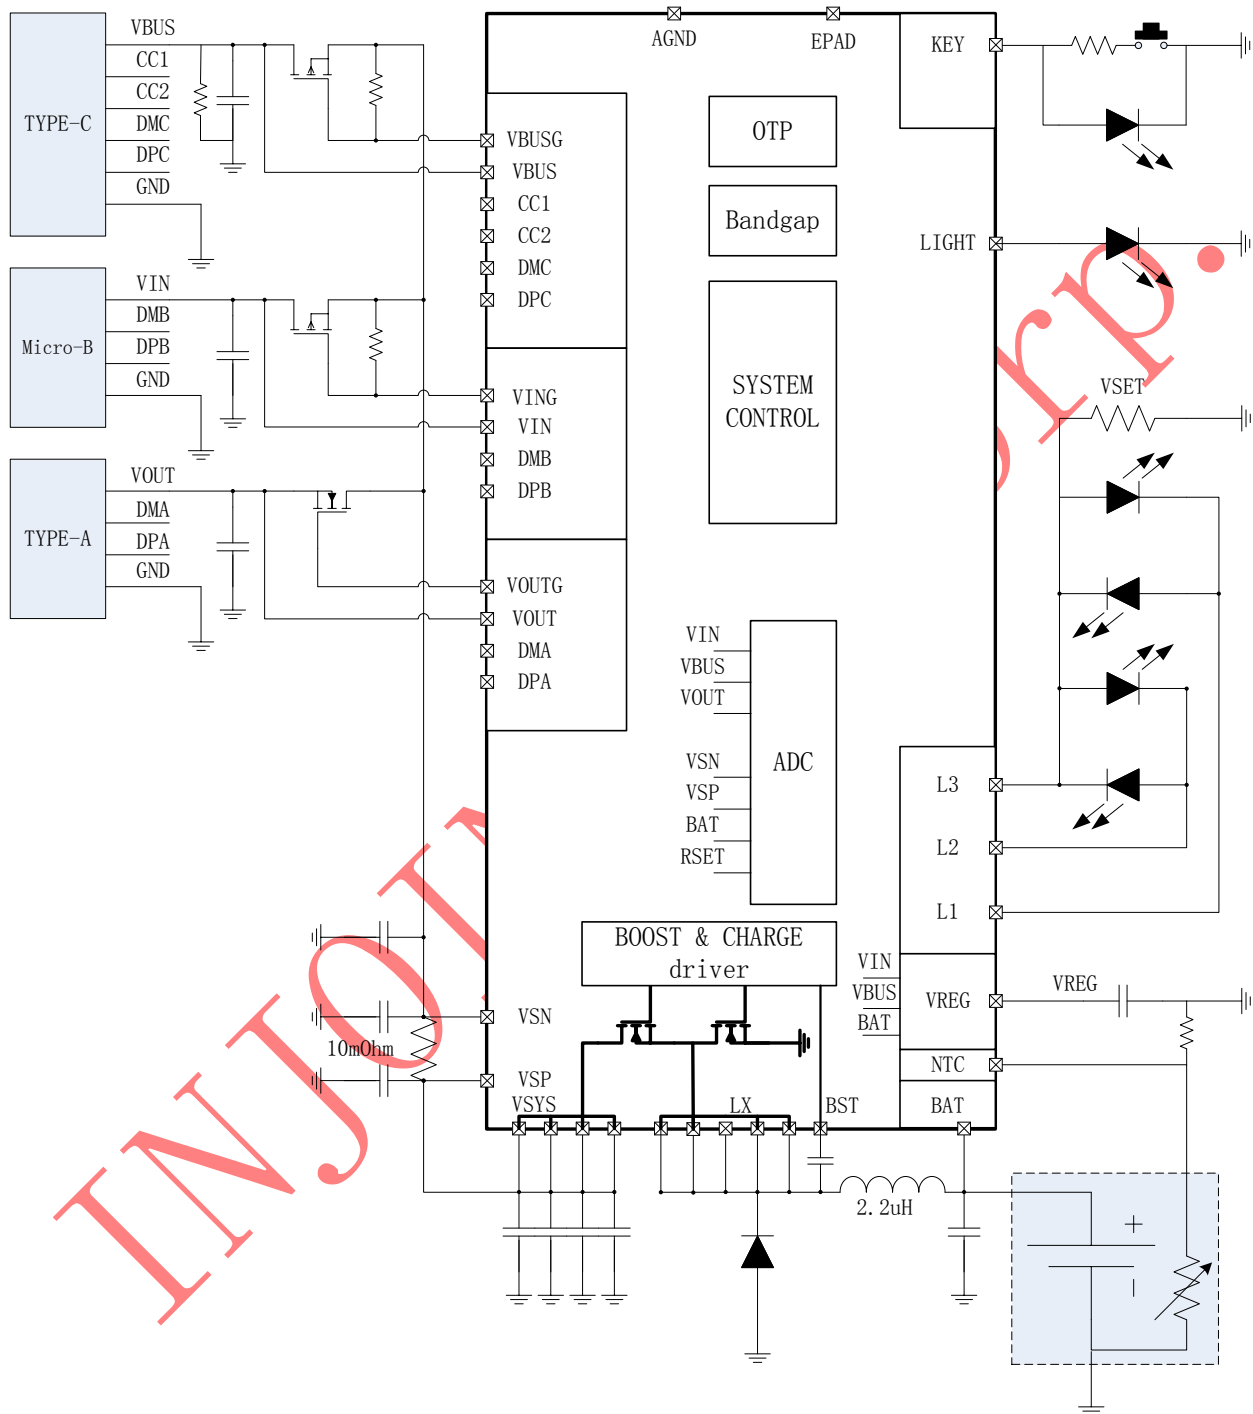 VBUS
CC1
CC2
DMC
DPC
GND
TYPE-C
VIN
DMB
DPB
GND
Micro-B
VOUT
DMA
DPA
GND
TYPE-A
AGND
EPAD
VBUSG
VBUS
CC1
CC2
DMC
DPC
VING
VIN
DMB
DPB
VOUTG
VOUT
DMA
DPA
OTP
Bandgap
SYSTEM
CONTROL
VIN
VBUS
VOUT
VSN
VSP
BAT
RSET
ADC
BOOST & CHARGE
driver
VSN
10mOhm
VSP
VSYS
LX
BST
2.2uH
KEY
LIGHT
VSET
L3
L2
L1
VIN
VBUS
BAT
VREG
VREG
NTC
BAT
+
-